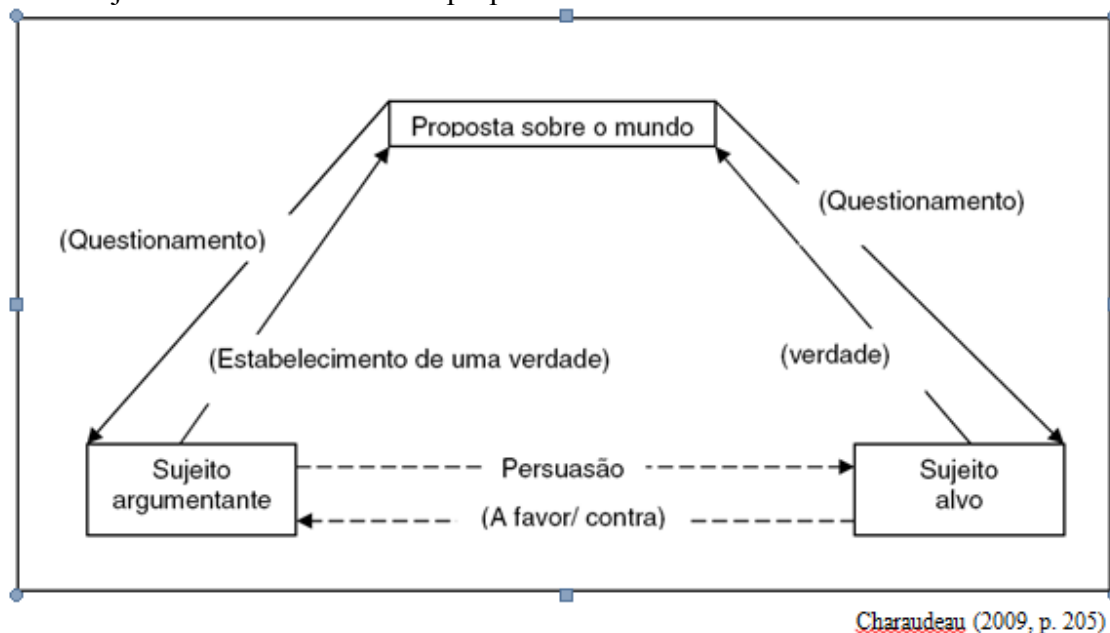 Proposta sobre o mundo
(Questionamento)
(Questionamento)
(Estabelecimento de uma verdade)
(verdade)
Sujeito
argumentante
Persuasão
(A favor/ contra)
Sujeito
alvo
Charaudeau (2009, p. 205)